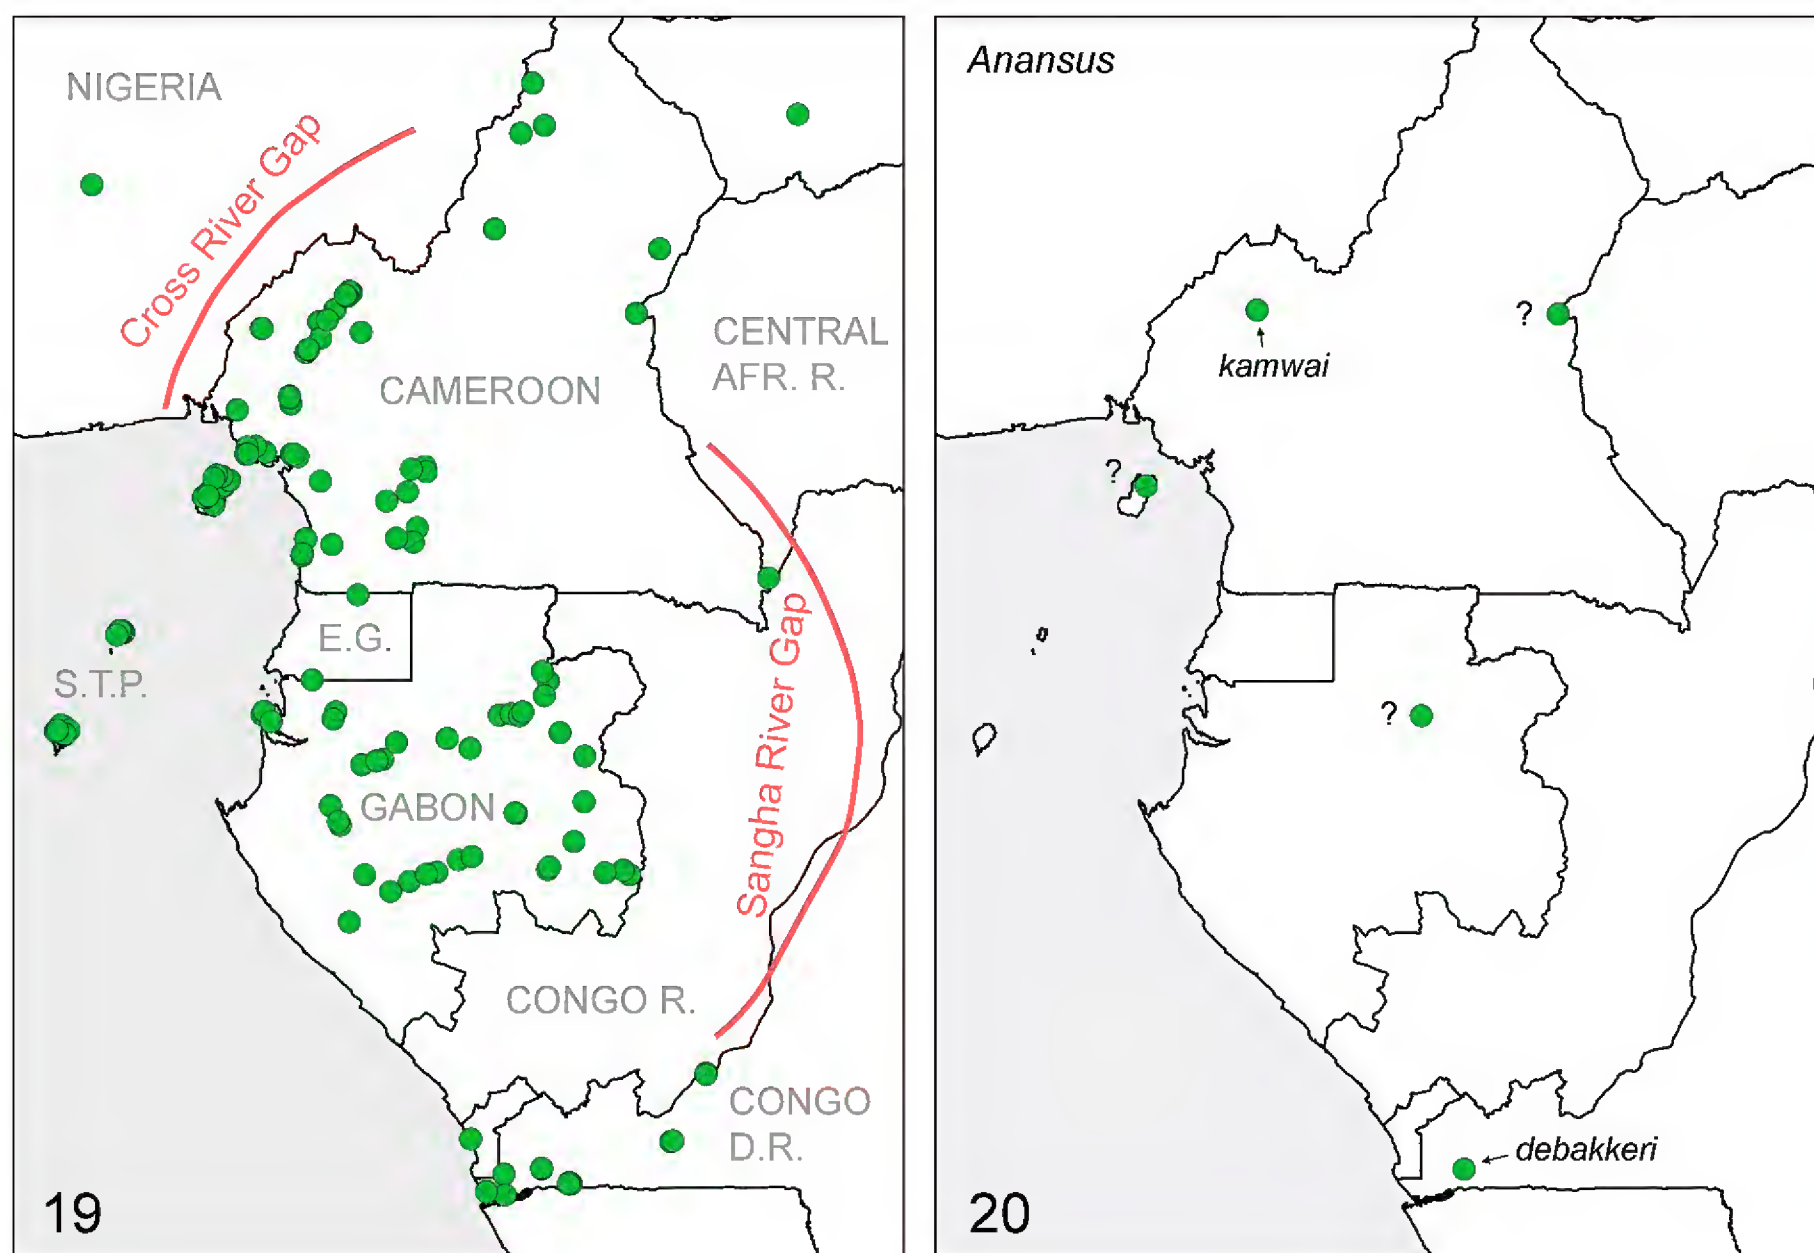 NIGERIA
Cross River Gap
CENTRAL
AFR. R.
CAMEROON
E.G.
S.T.P.
Sangha River Gap
GABON
CONGO R.
CONGO
D.R.
19
Anansus
?
kamwai
?
?
debakkeri
20